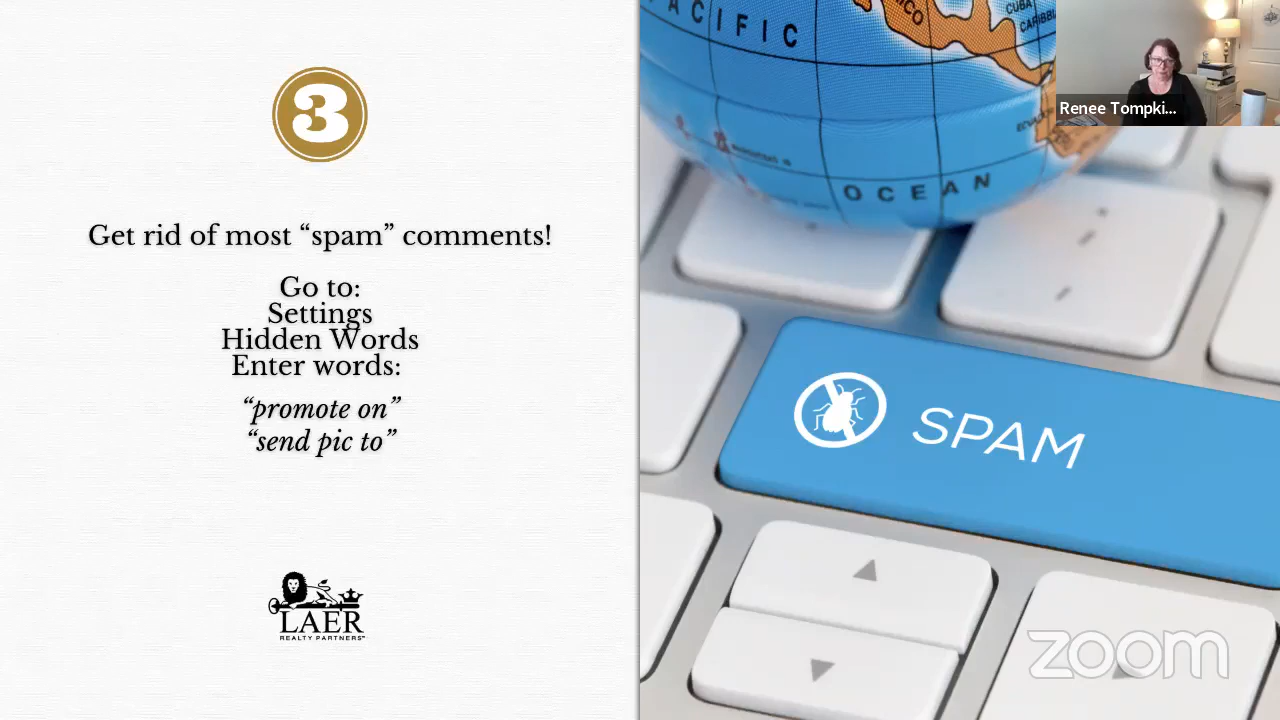 3
Get rid of most “spam” comments!
Go to:
Settings
Hidden Words
Enter words:
“promote on”
“send pic to”
LAER
REALTY PARTNERS
PACIFIC
OCEAN
CUBA
Renee Tompki...
SPAM
zoom